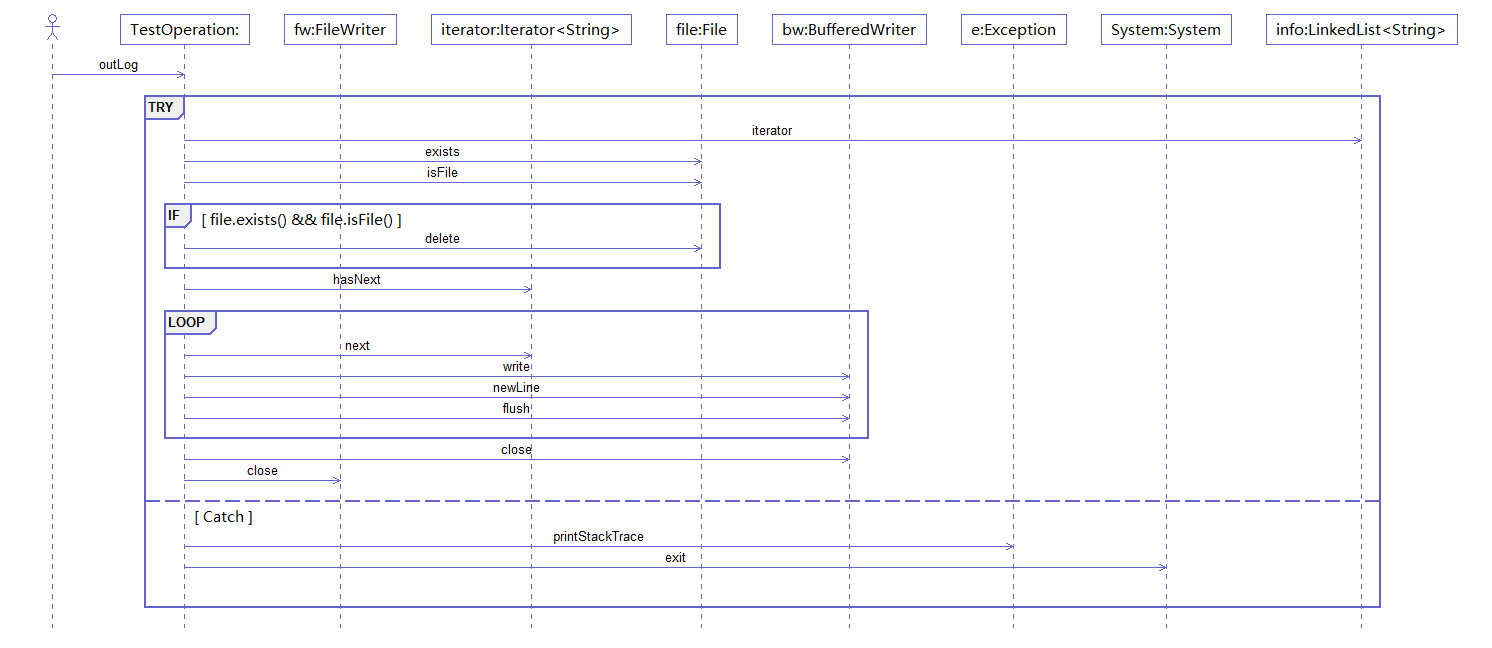 TestOperation:
fw:FileWriter
iterator:Iterator<String>
file:File
bw:BufferedWriter
e:Exception
System:System
info:LinkedList<String>
outLog
TRY
iterator
exists
isFile
IF
[ file.exists() && file.isFile() ]
delete
hasNext
LOOP
next
write
newLine
flush
close
close
[ Catch ]
printStackTrace
exit